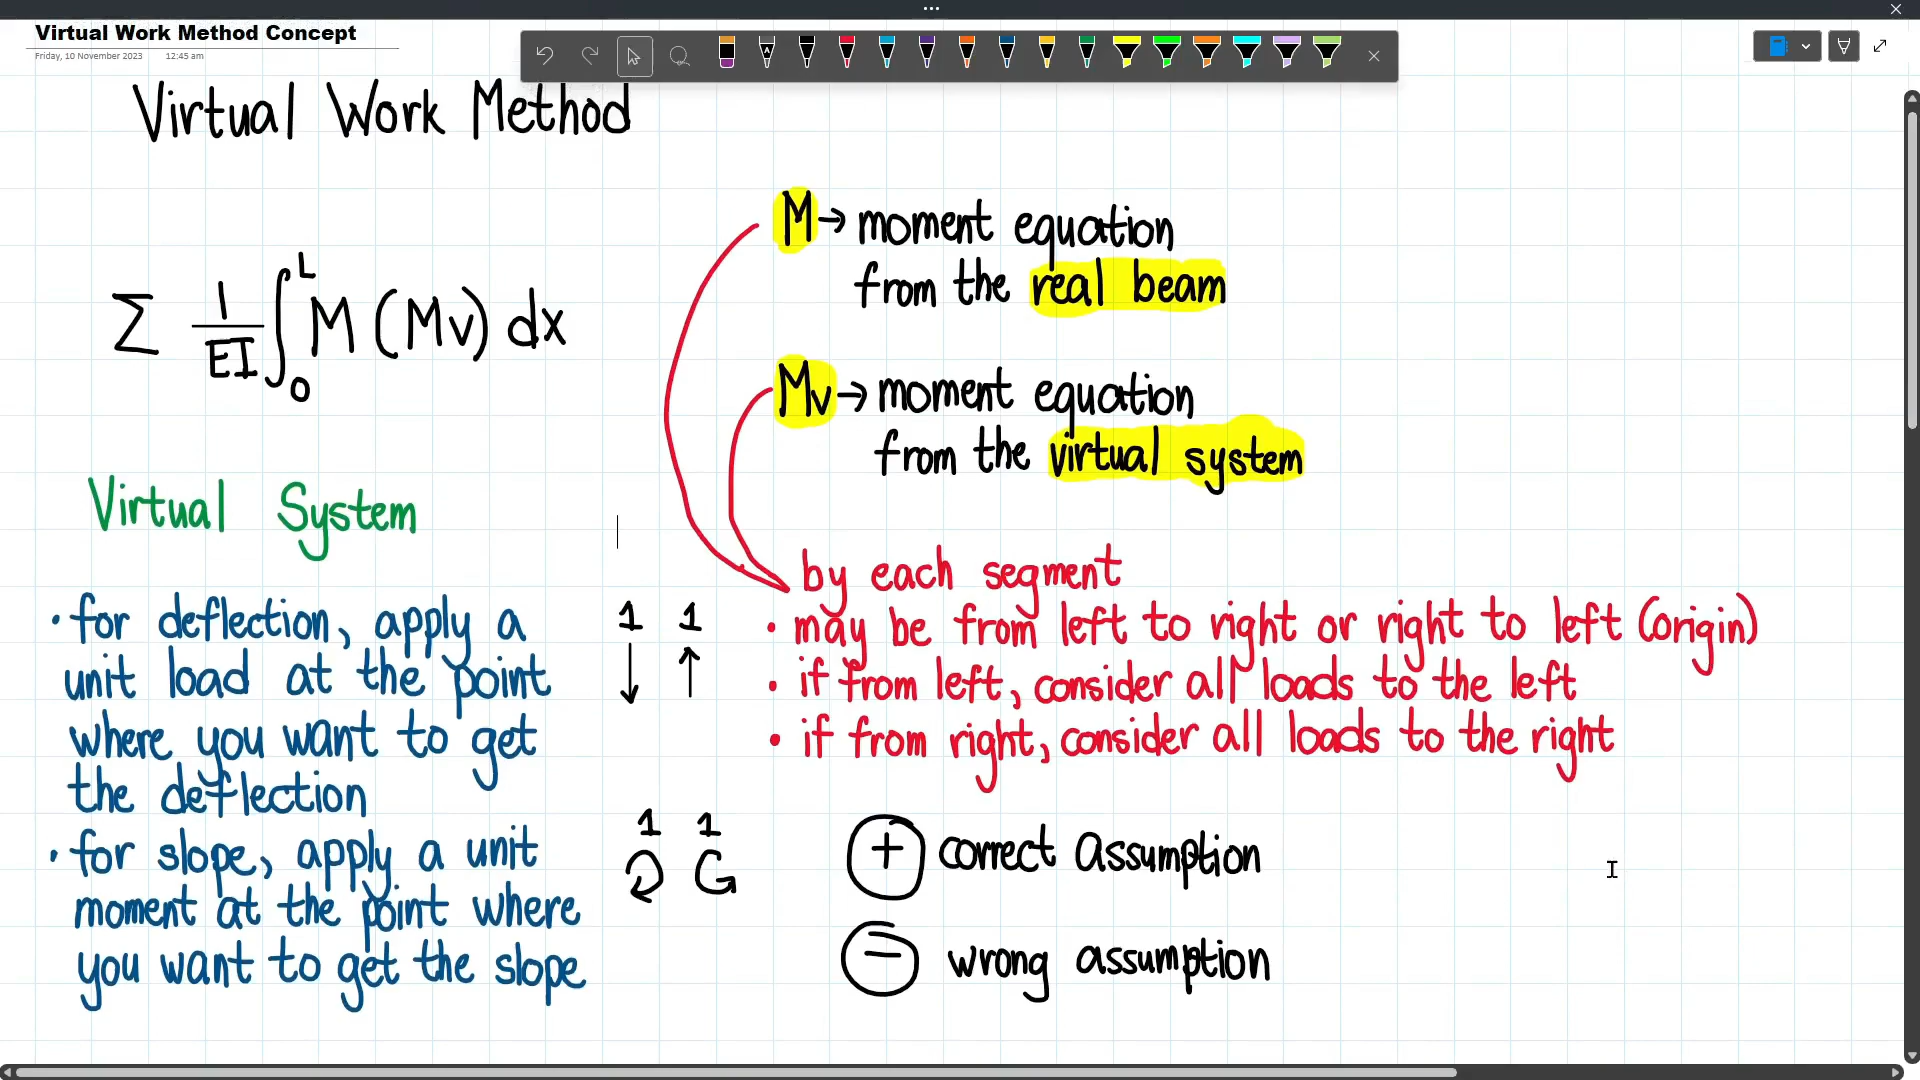 Virtual Work Method Concept
Friday, 10 November 2023 12:45 am
Virtual Work Method
Σ 1/EI ∫₀ᴸ M (Mv) dx
M → moment equation
from the real beam
Mv → moment equation
from the virtual system
by each segment
• may be from left to right or right to left (origin)
• if from left, consider all loads to the left
• if from right, consider all loads to the right
Virtual System
• for deflection, apply a
unit load at the point
where you want to get
the deflection
1 1
↓ ↑
• for slope, apply a unit
moment at the point where
you want to get the slope
1 1
+ correct assumption
− wrong assumption